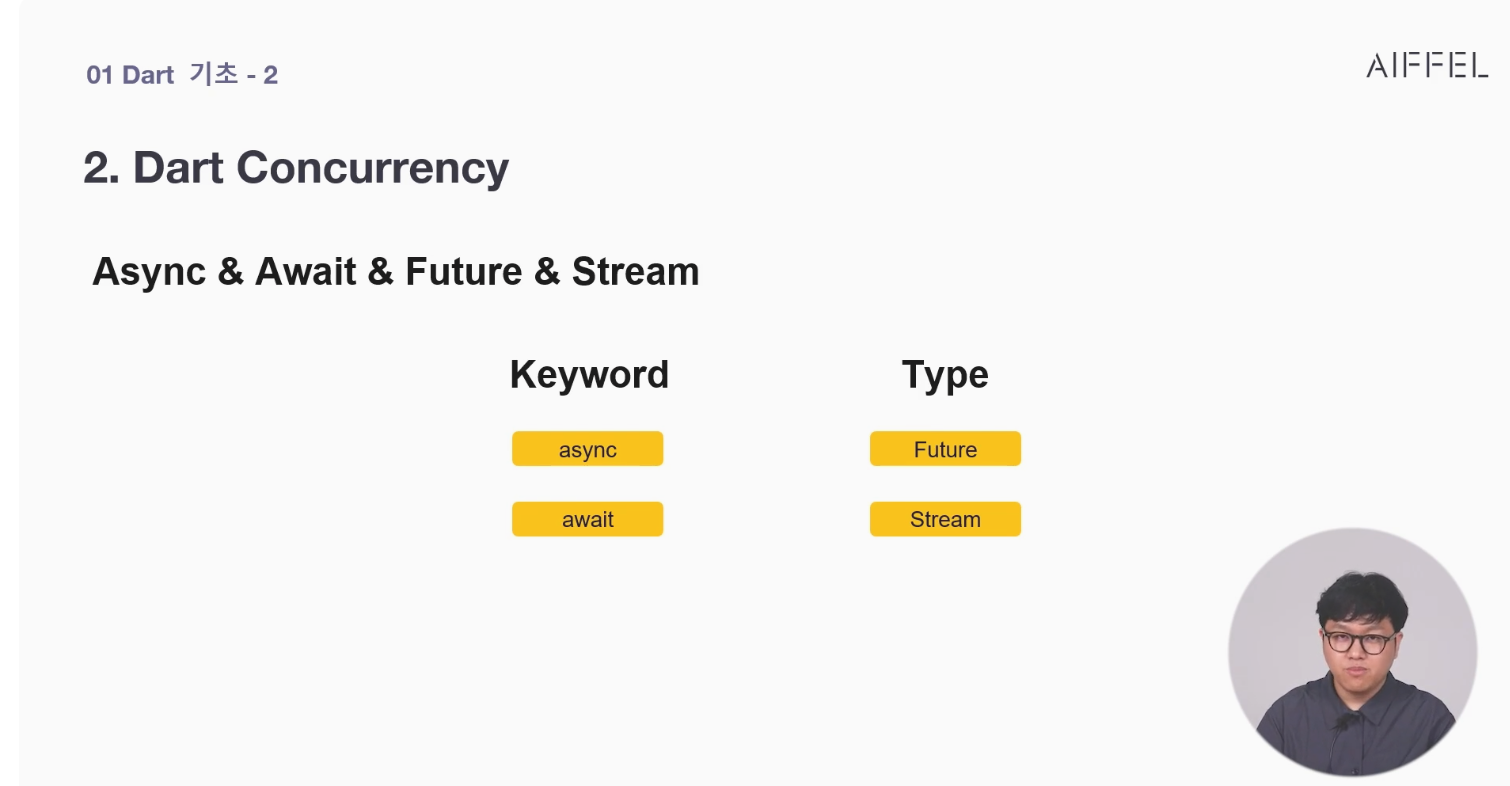 01 Dart 기초 - 2
AIFFEL
2. Dart Concurrency
Async & Await & Future & Stream
Keyword
Type
async
Future
await
Stream